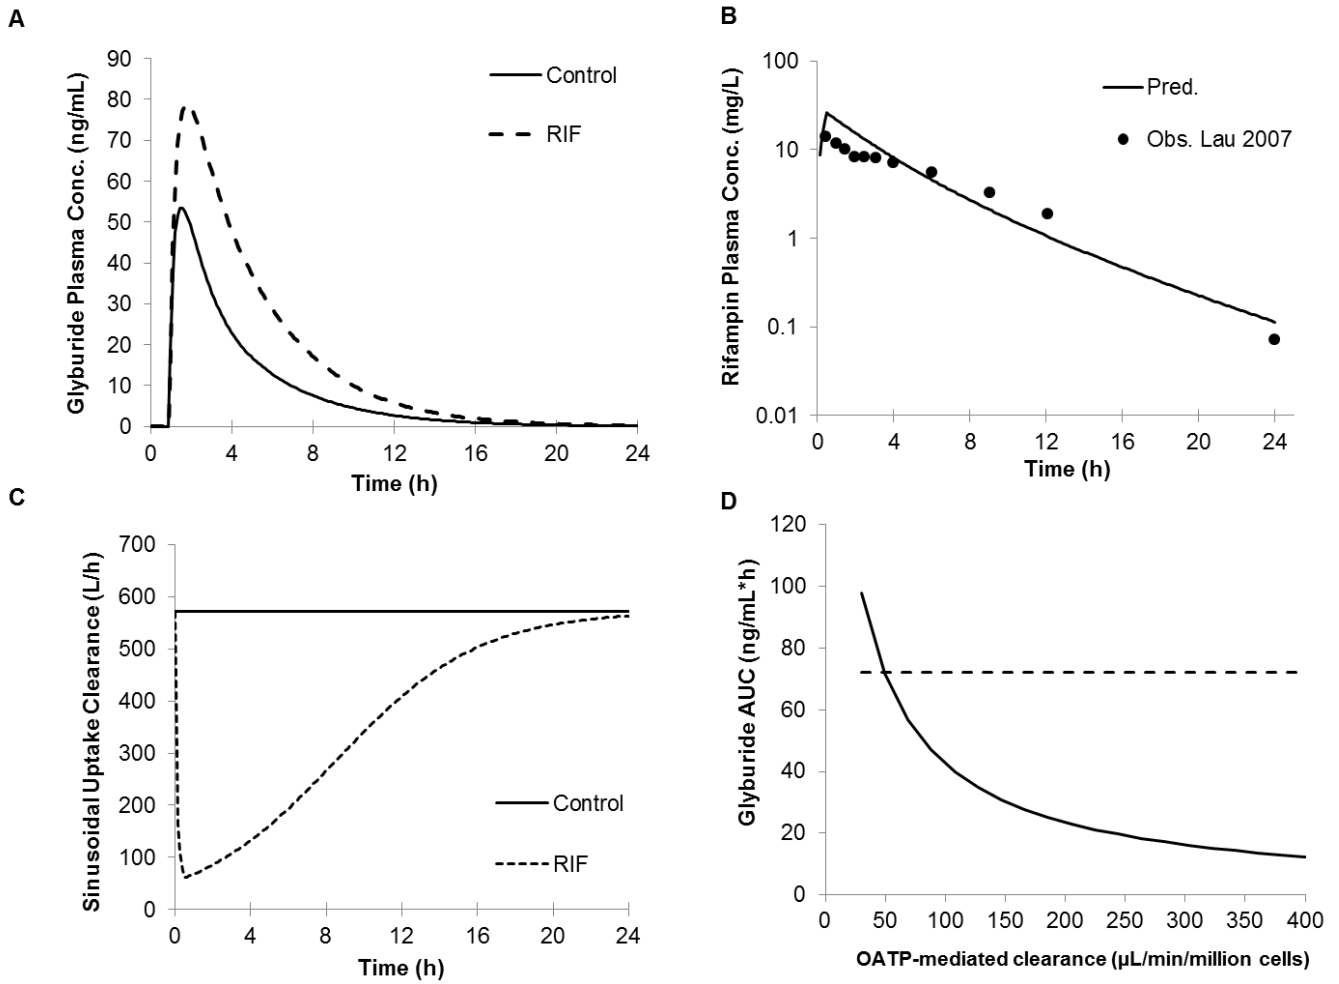 A
Glyburide Plasma Conc. (ng/mL)
90
80
70
60
50
40
30
20
10
0
0 4 8 12 16 20 24
Time (h)
Control
RIF
B
Rifampin Plasma Conc. (mg/L)
100
10
1
0.1
0.01
0 4 8 12 16 20 24
Time (h)
Pred.
Obs. Lau 2007
C
Sinusoidal Uptake Clearance (L/h)
700
600
500
400
300
200
100
0
0 4 8 12 16 20 24
Time (h)
Control
RIF
D
Glyburide AUC (ng/mL*h)
120
100
80
60
40
20
0
0 50 100 150 200 250 300 350 400
OATP-mediated clearance (µL/min/million cells)